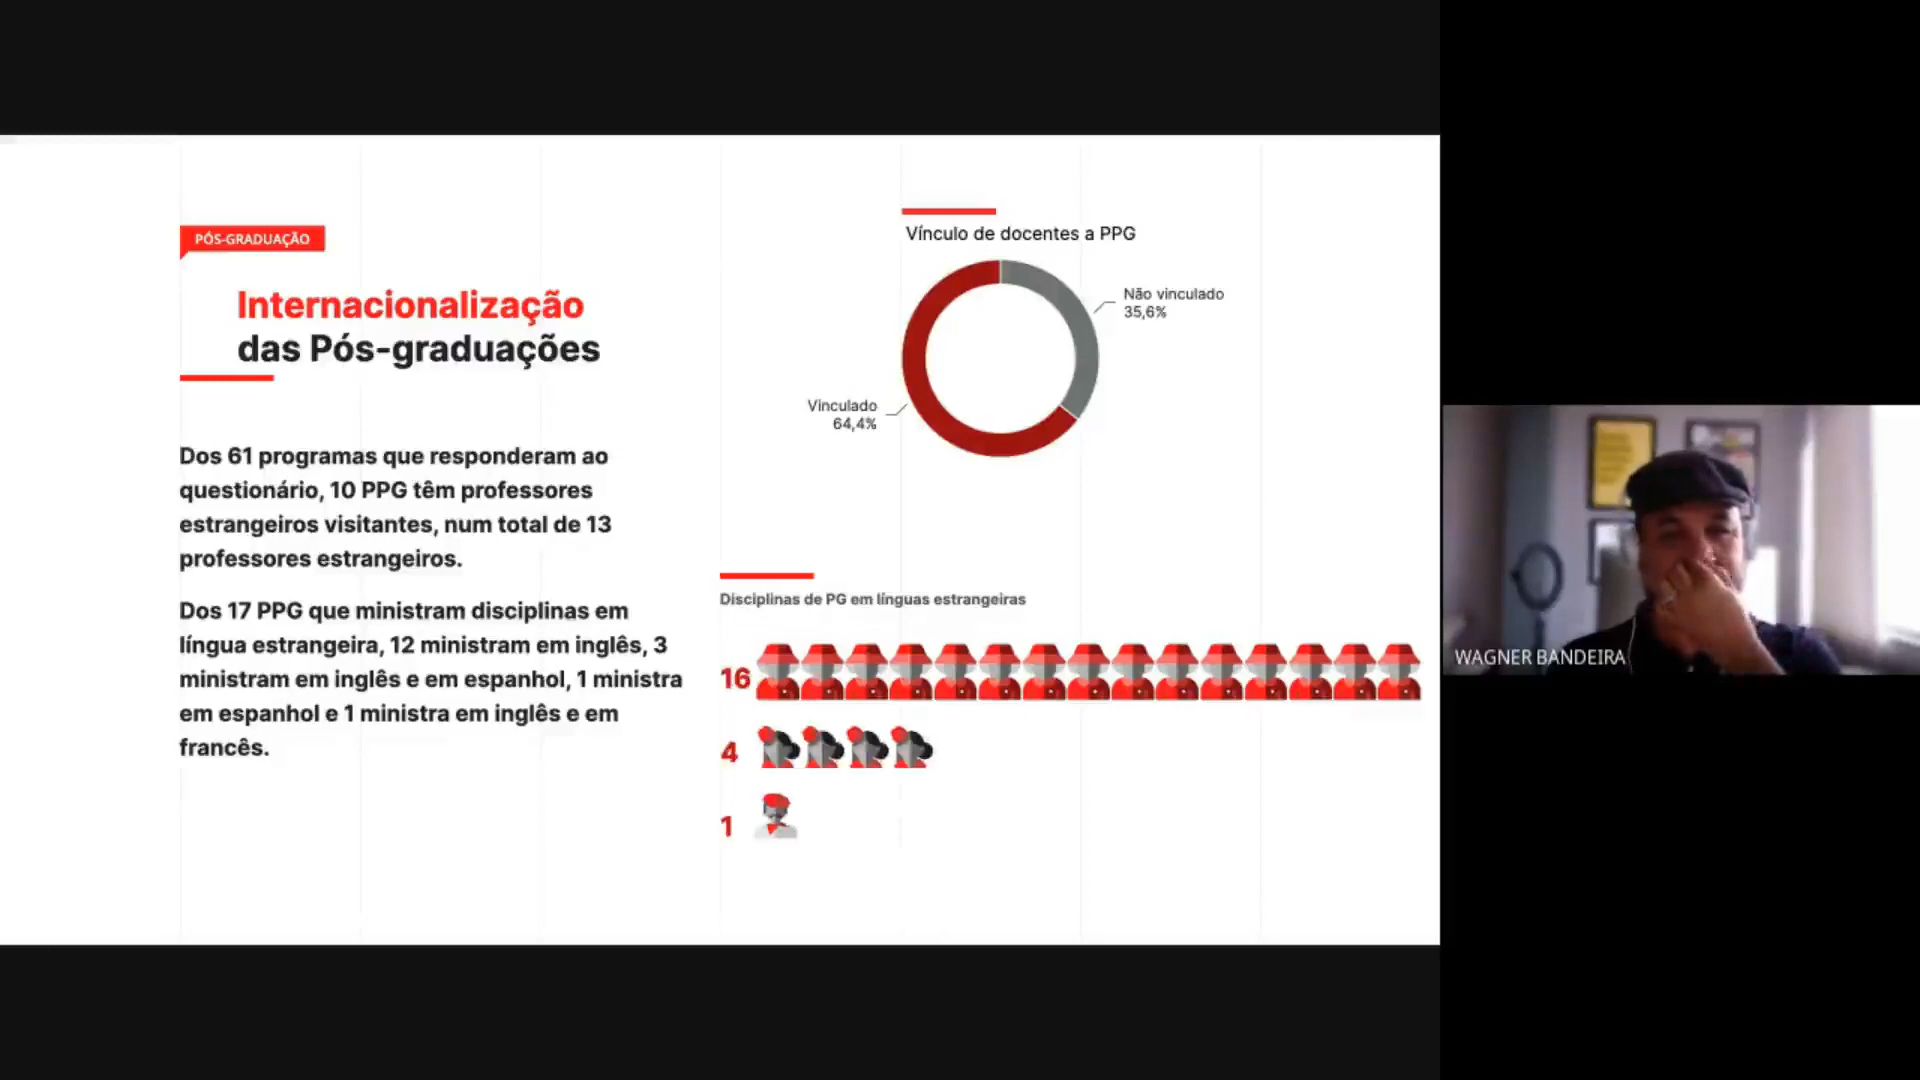 PÓS-GRADUAÇÃO
Internacionalização
das Pós-graduações
Dos 61 programas que responderam ao
questionário, 10 PPG têm professores
estrangeiros visitantes, num total de 13
professores estrangeiros.
Dos 17 PPG que ministram disciplinas em
língua estrangeira, 12 ministram em inglês, 3
ministram em inglês e em espanhol, 1 ministra
em espanhol e 1 ministra em inglês e em
francês.
Vínculo de docentes a PPG
Não vinculado
35,6%
Vinculado
64,4%
Disciplinas de PG em línguas estrangeiras
16
4
1
WAGNER BANDEIRA